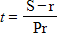 t = S − r / Pr